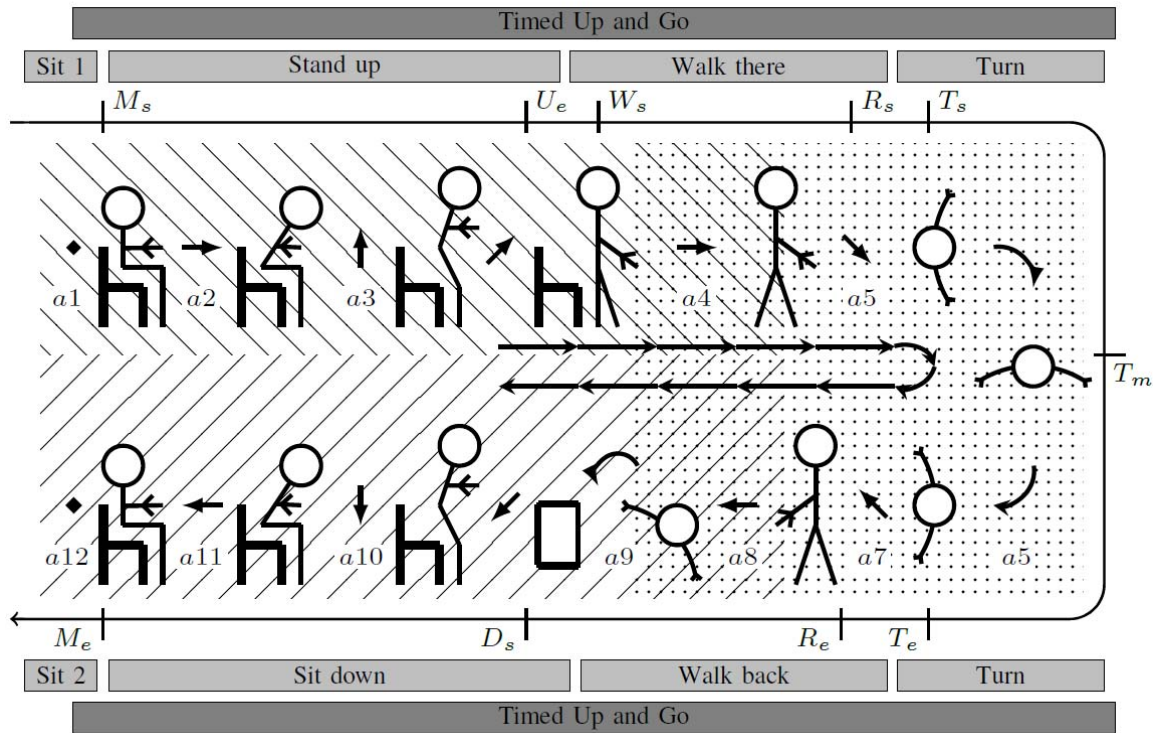 Timed Up and Go
Sit 1 Stand up Walk there Turn
M_s U_e W_s R_s T_s
a1 a2 a3 a4 a5
T_m
a12 a11 a10 a9 a8 a7 a5
M_e D_s R_e T_e
Sit 2 Sit down Walk back Turn
Timed Up and Go